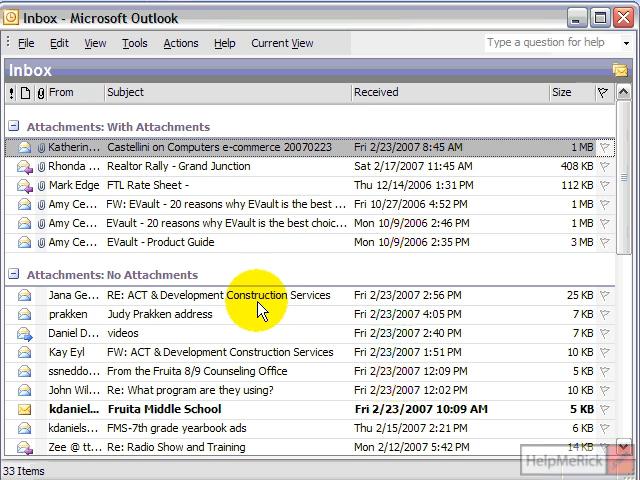 Inbox - Microsoft Outlook
File Edit View Tools Actions Help Current View Type a question for help
Inbox
! From Subject Received Size
Attachments: With Attachments
Katherin... Castellini on Computers e-commerce 20070223 Fri 2/23/2007 8:45 AM 1 MB
Rhonda ... Realtor Rally - Grand Junction Sat 2/17/2007 11:45 AM 408 KB
Mark Edge FTL Rate Sheet - Thu 12/14/2006 1:31 PM 112 KB
Amy Ce... FW: EVault - 20 reasons why EVault is the best ... Fri 10/27/2006 4:52 PM 1 MB
Amy Ce... EVault - 20 reasons why EVault is the best choic... Mon 10/9/2006 2:46 PM 1 MB
Amy Ce... EVault - Product Guide Mon 10/9/2006 2:35 PM 3 MB
Attachments: No Attachments
Jana Ge... RE: ACT & Development Construction Services Fri 2/23/2007 2:56 PM 25 KB
prakken Judy Prakken address Fri 2/23/2007 4:05 PM 7 KB
Daniel D... videos Fri 2/23/2007 2:40 PM 7 KB
Kay Eyl FW: ACT & Development Construction Services Fri 2/23/2007 1:51 PM 10 KB
ssneddo... From the Fruita 8/9 Counseling Office Fri 2/23/2007 12:02 PM 5 KB
John Wil... Re: What program are they using? Fri 2/23/2007 12:09 PM 10 KB
kdaniel... Fruita Middle School Fri 2/23/2007 10:09 AM 5 KB
kdaniels... FMS-7th grade yearbook ads Thu 2/15/2007 2:21 PM 6 KB
Zee @ tt... Re: Radio Show and Training Mon 2/12/2007 5:42 PM 14 KB
33 Items HelpMeRick